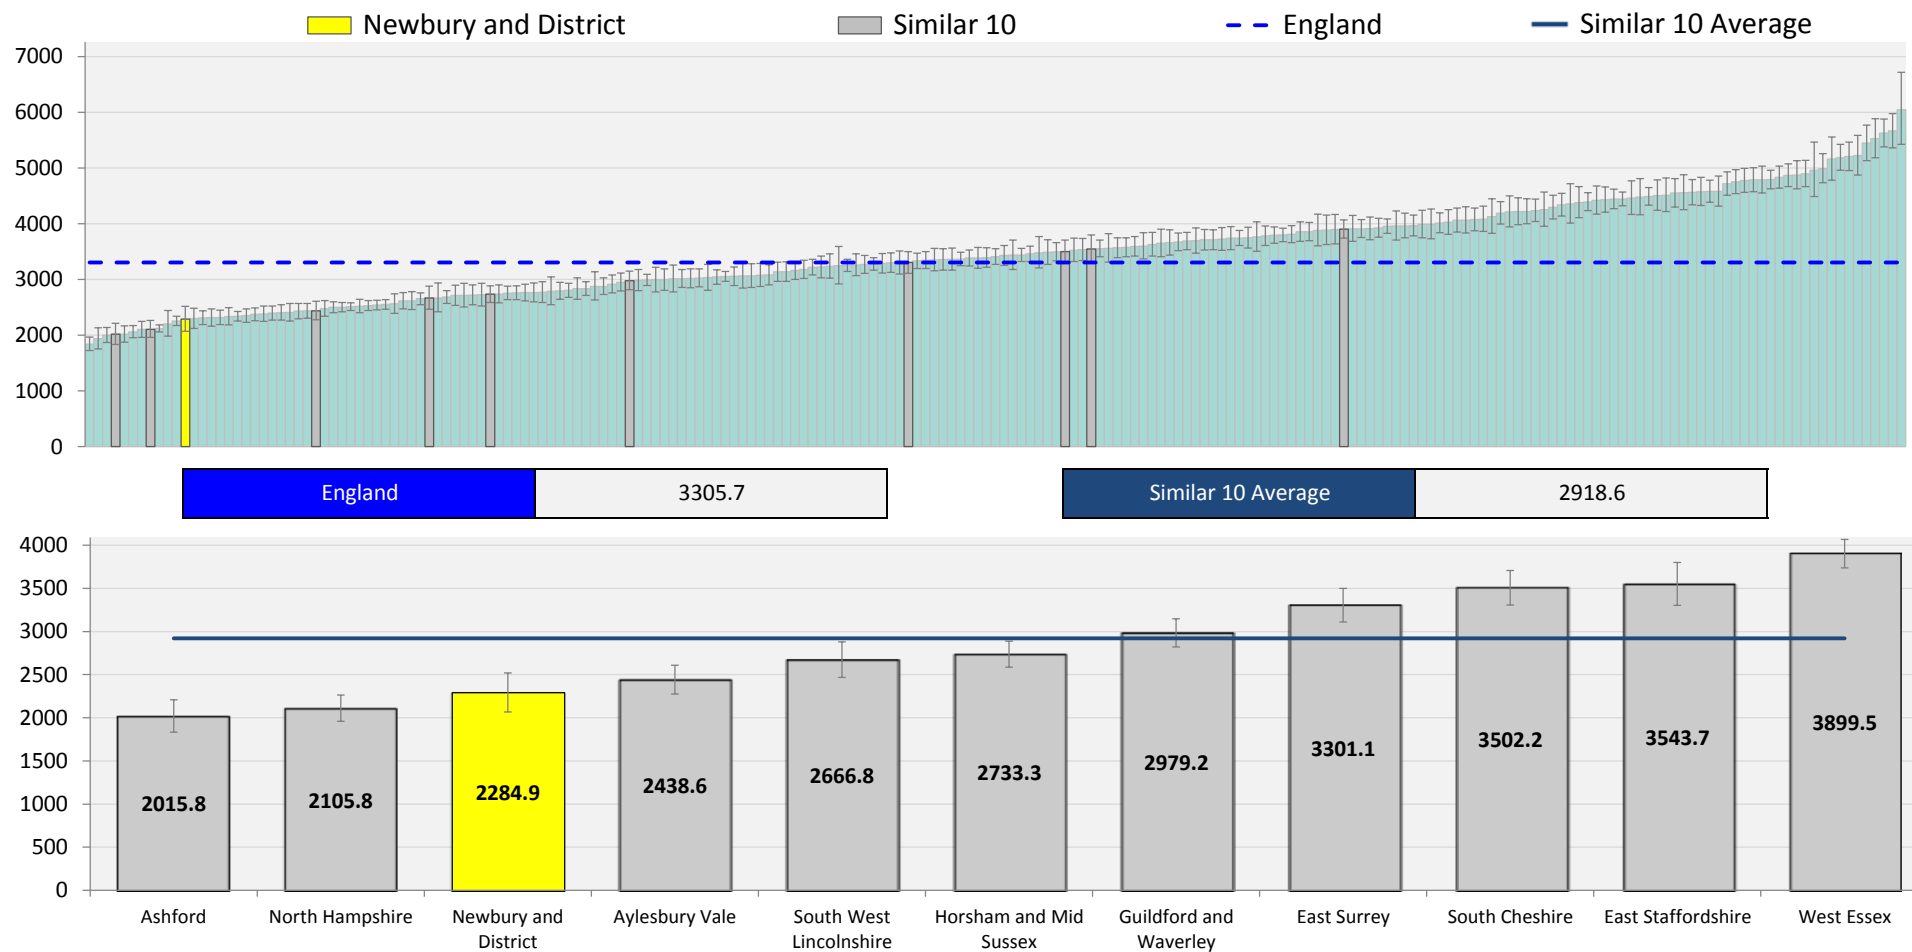 Newbury and District
Similar 10
England
Similar 10 Average
7000
6000
5000
4000
3000
2000
1000
0
England
3305.7
Similar 10 Average
2918.6
4000
3500
3000
2500
2000
1500
1000
500
0
2015.8
2105.8
2284.9
2438.6
2666.8
2733.3
2979.2
3301.1
3502.2
3543.7
3899.5
Ashford
North Hampshire
Newbury and
District
Aylesbury Vale
South West
Lincolnshire
Horsham and Mid
Sussex
Guildford and
Waverley
East Surrey
South Cheshire
East Staffordshire
West Essex